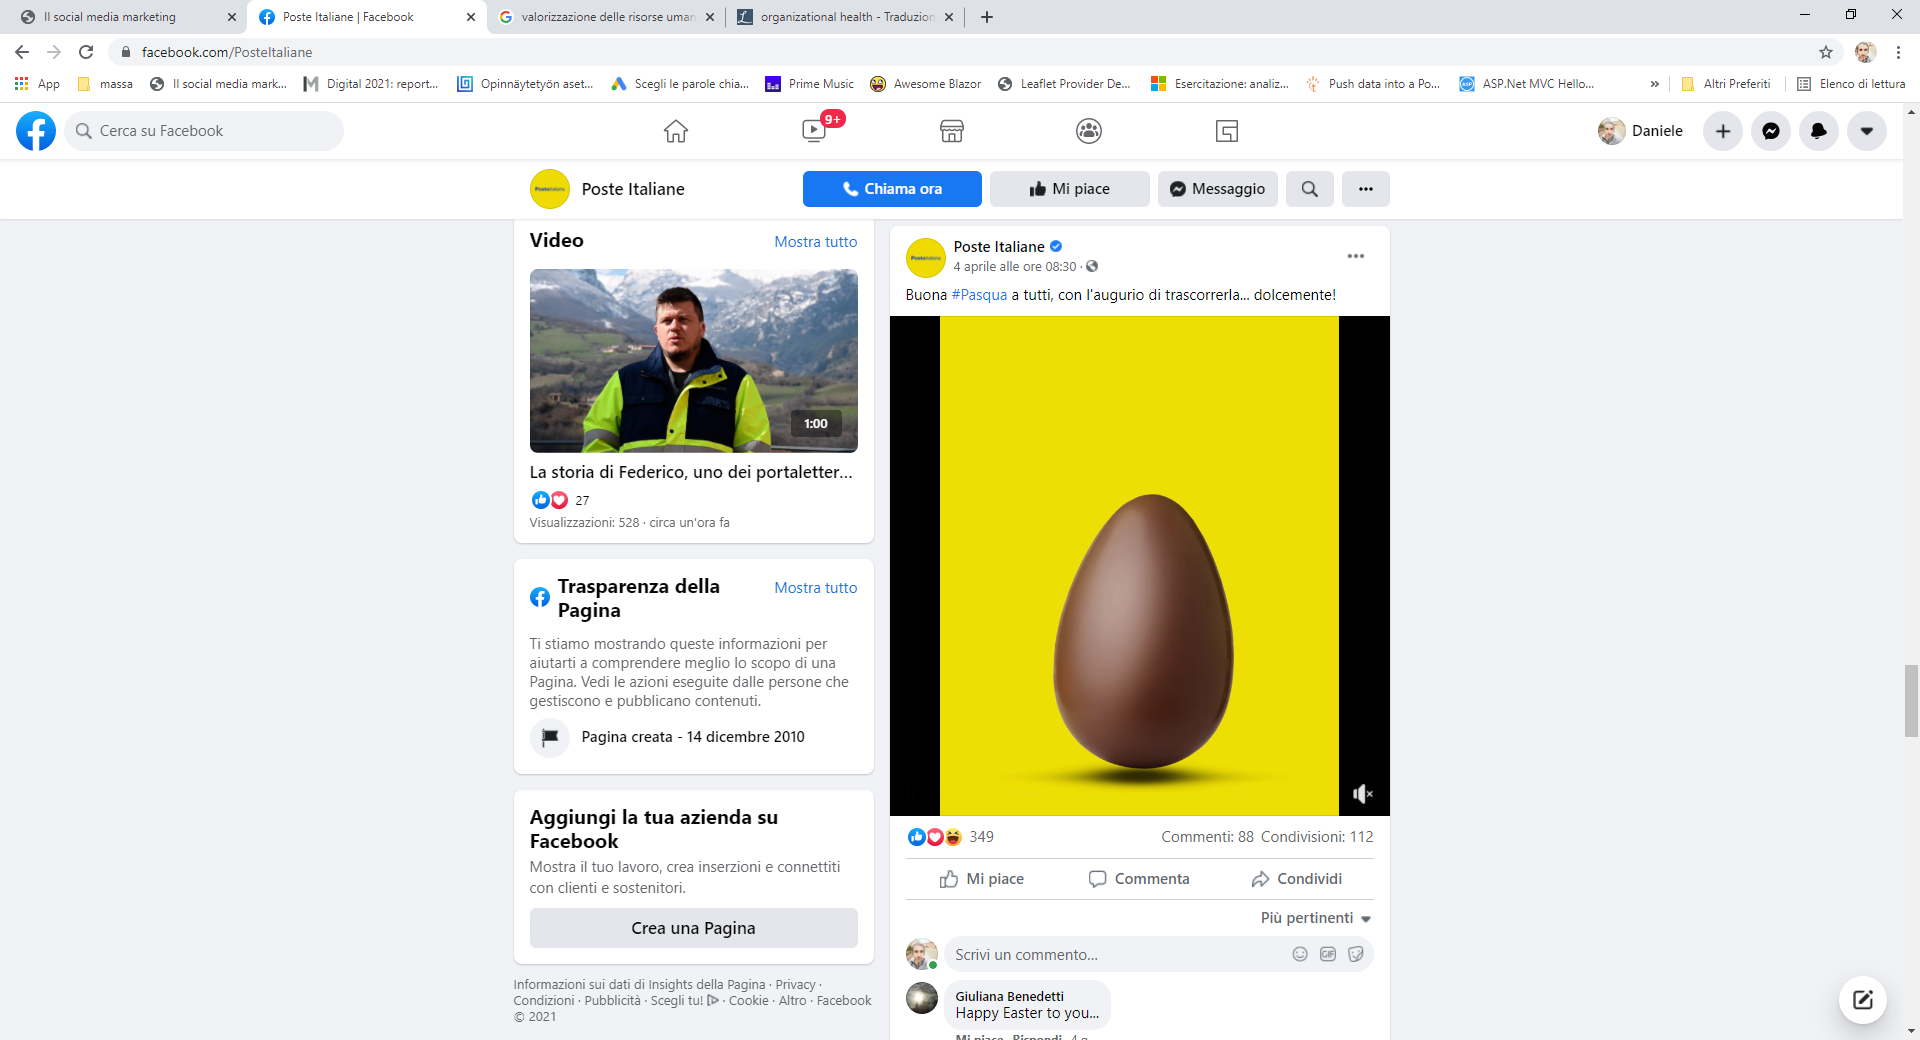 Il social media marketing
Poste Italiane | Facebook
valorizzazione delle risorse uman
organizational health - Traduzion
facebook.com/PosteItaliane
App
massa
Il social media mark...
Digital 2021: report...
Opinnäytetyön aset...
Scegli le parole chia...
Prime Music
Awesome Blazor
Leaflet Provider De...
Esercitazione: analiz...
Push data into a Po...
ASP.Net MVC Hello...
»
Altri Preferiti
Elenco di lettura
Cerca su Facebook
9+
Daniele
Poste Italiane
Chiama ora
Mi piace
Messaggio
Video
Mostra tutto
1:00
La storia di Federico, uno dei portaletter...
27
Visualizzazioni: 528 · circa un'ora fa
Trasparenza della
Pagina
Mostra tutto
Ti stiamo mostrando queste informazioni per
aiutarti a comprendere meglio lo scopo di una
Pagina. Vedi le azioni eseguite dalle persone che
gestiscono e pubblicano contenuti.
Pagina creata - 14 dicembre 2010
Aggiungi la tua azienda su
Facebook
Mostra il tuo lavoro, crea inserzioni e connettiti
con clienti e sostenitori.
Crea una Pagina
Informazioni sui dati di Insights della Pagina · Privacy ·
Condizioni · Pubblicità · Scegli tu! · Cookie · Altro · Facebook
© 2021
Poste Italiane
4 aprile alle ore 08:30 ·
Buona #Pasqua a tutti, con l'augurio di trascorrerla... dolcemente!
349
Commenti: 88 Condivisioni: 112
Mi piace
Commenta
Condividi
Più pertinenti
Scrivi un commento...
GIF
Giuliana Benedetti
Happy Easter to you...
Mi piace · Rispondi · 4 g